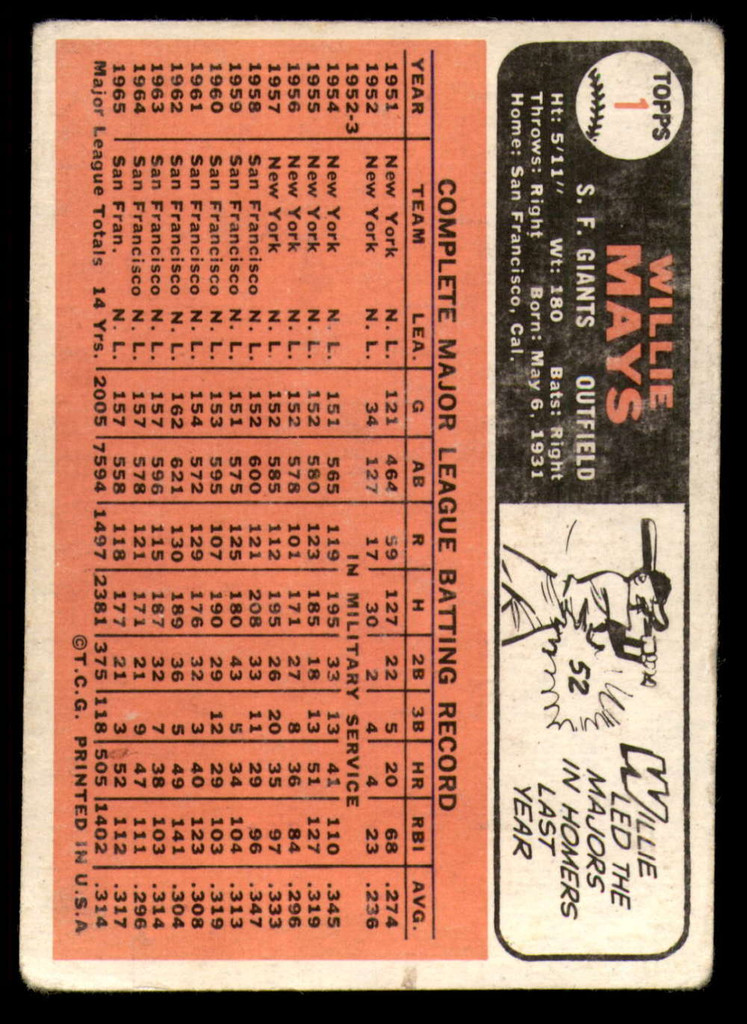 TOPPS
1
WILLIE
MAYS
S. F. GIANTS OUTFIELD
Ht: 5/11" Wt: 180 Bats: Right
Throws: Right Born: May 6, 1931
Home: San Francisco, Cal.
52
WILLIE
LED THE
MAJORS
IN HOMERS
LAST
YEAR
COMPLETE MAJOR LEAGUE BATTING RECORD
YEAR TEAM LEA. G AB R H 2B 3B HR RBI AVG.
1951 New York N. L. 121 464 59 127 22 5 20 68 .274
1952 New York N. L. 34 127 17 30 2 4 4 23 .236
1952-3 IN MILITARY SERVICE
1954 New York N. L. 151 565 119 195 33 13 41 110 .345
1955 New York N. L. 152 580 123 185 18 13 51 127 .319
1956 New York N. L. 152 578 101 171 27 8 36 84 .296
1957 New York N. L. 152 585 112 195 26 20 35 97 .333
1958 San Francisco N. L. 152 600 121 208 33 11 29 96 .347
1959 San Francisco N. L. 151 575 125 180 43 5 34 104 .313
1960 San Francisco N. L. 153 595 107 190 29 12 29 103 .319
1961 San Francisco N. L. 154 572 129 176 32 3 40 123 .308
1962 San Francisco N. L. 162 621 130 189 36 5 49 141 .304
1963 San Francisco N. L. 157 596 115 187 32 7 38 103 .314
1964 San Francisco N. L. 157 578 121 171 21 9 47 111 .296
1965 San Fran. N. L. 157 558 118 177 21 3 52 112 .317
Major League Totals 14 Yrs. 2005 7594 1497 2381 375 118 505 1402 .314
©T.C.G. PRINTED IN U.S.A